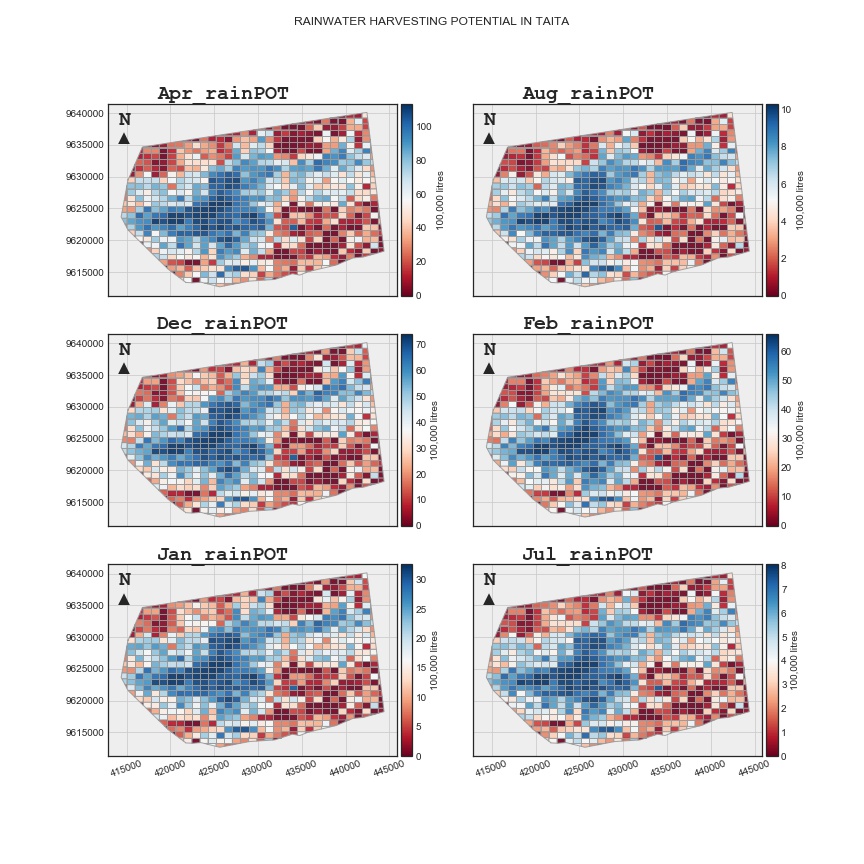 RAINWATER HARVESTING POTENTIAL IN TAITA
Apr_rainPOT
Aug_rainPOT
N
9640000
9635000
9630000
9625000
9620000
9615000
100
80
60
40
20
0
100,000 litres
N
10
8
6
4
2
0
100,000 litres
Dec_rainPOT
Feb_rainPOT
N
9640000
9635000
9630000
9625000
9620000
9615000
70
60
50
40
30
20
10
0
100,000 litres
N
60
50
40
30
20
10
0
100,000 litres
Jan_rainPOT
Jul_rainPOT
N
9640000
9635000
9630000
9625000
9620000
9615000
30
25
20
15
10
5
0
100,000 litres
N
8
7
6
5
4
3
2
1
0
100,000 litres
415000 420000 425000 430000 435000 440000 445000
415000 420000 425000 430000 435000 440000 445000